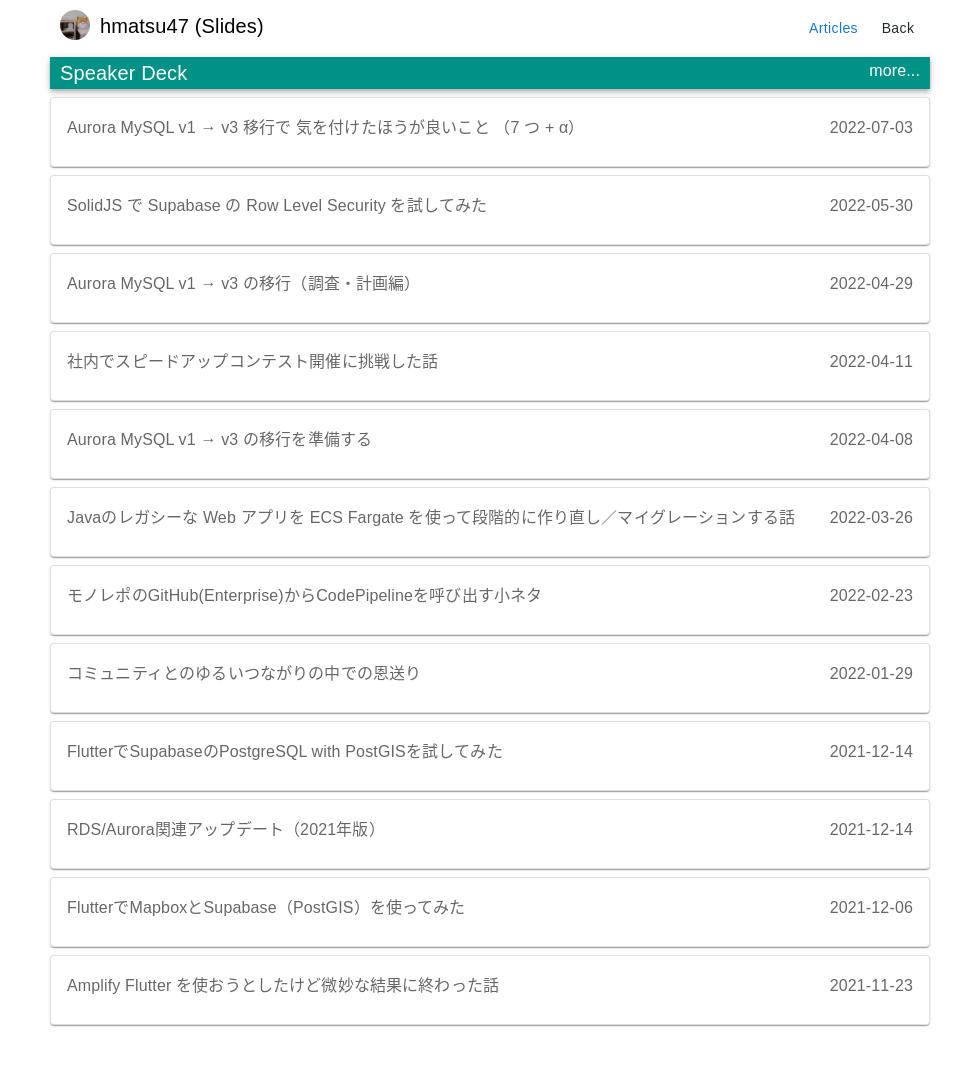 hmatsu47 (Slides)
Articles
Back
Speaker Deck
more...
Aurora MySQL v1 → v3 移行で 気を付けたほうが良いこと （7 つ + α）
2022-07-03
SolidJS で Supabase の Row Level Security を試してみた
2022-05-30
Aurora MySQL v1 → v3 の移行（調査・計画編）
2022-04-29
社内でスピードアップコンテスト開催に挑戦した話
2022-04-11
Aurora MySQL v1 → v3 の移行を準備する
2022-04-08
Javaのレガシーな Web アプリを ECS Fargate を使って段階的に作り直し／マイグレーションする話
2022-03-26
モノレポのGitHub(Enterprise)からCodePipelineを呼び出す小ネタ
2022-02-23
コミュニティとのゆるいつながりの中での恩送り
2022-01-29
FlutterでSupabaseのPostgreSQL with PostGISを試してみた
2021-12-14
RDS/Aurora関連アップデート（2021年版）
2021-12-14
FlutterでMapboxとSupabase（PostGIS）を使ってみた
2021-12-06
Amplify Flutter を使おうとしたけど微妙な結果に終わった話
2021-11-23